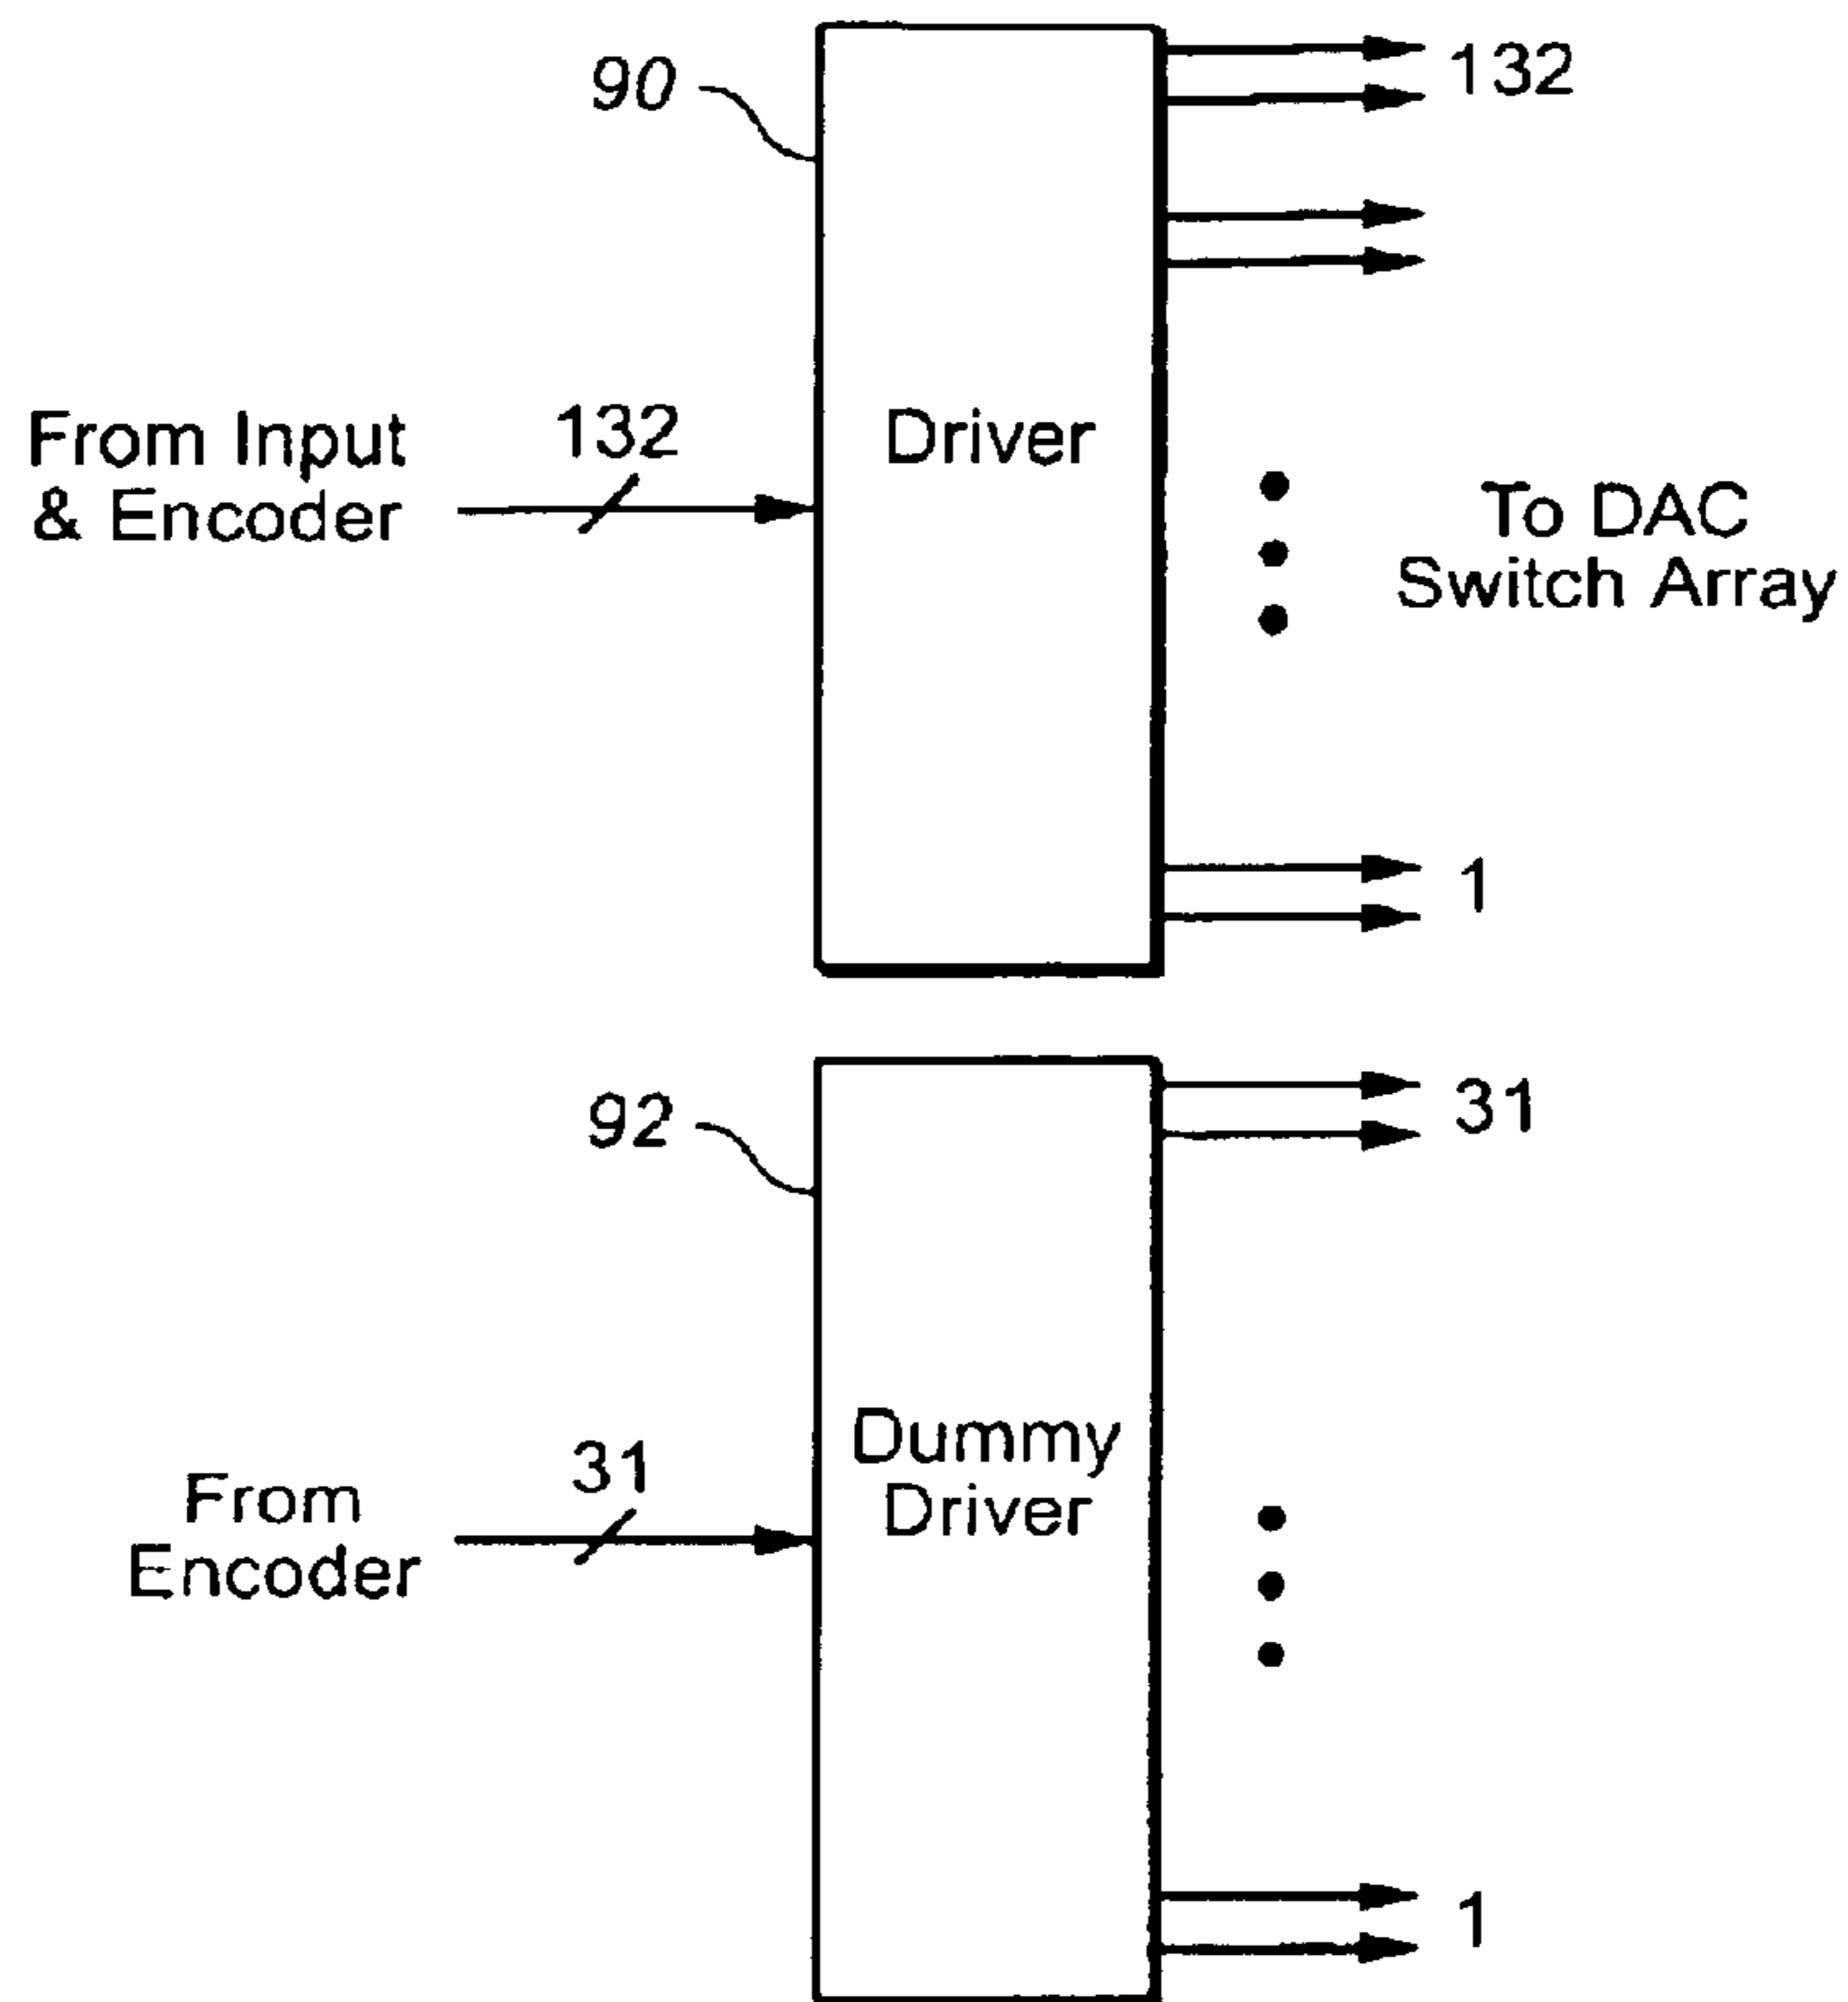 90
132
From Input
& Encoder
132
Driver
To DAC
Switch Array
1
92
31
From
Encoder
31
Dummy
Driver
1